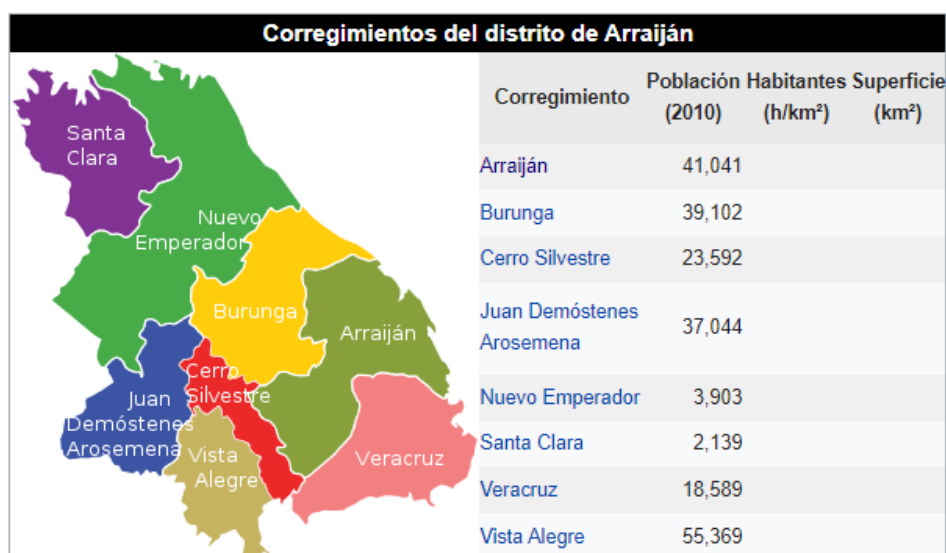 Corregimientos del distrito de Arraiján
Santa
Clara
Nuevo
Emperador
Burunga
Arraiján
Cerro
Silvestre
Juan
Demóstenes
Arosemena
Vista
Alegre
Veracruz
Corregimiento Población Habitantes Superficie
(2010) (h/km²) (km²)
Arraiján 41,041
Burunga 39,102
Cerro Silvestre 23,592
Juan Demóstenes
Arosemena 37,044
Nuevo Emperador 3,903
Santa Clara 2,139
Veracruz 18,589
Vista Alegre 55,369